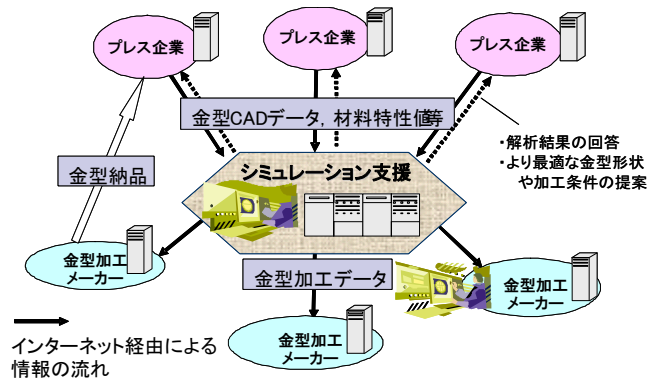 プレス企業
プレス企業
プレス企業
金型CADデータ，材料特性値等
・解析結果の回答
・より最適な金型形状
や加工条件の提案
金型納品
シミュレーション支援
金型加工
メーカー
金型加工データ
金型加工
メーカー
金型加工
メーカー
インターネット経由による
情報の流れ